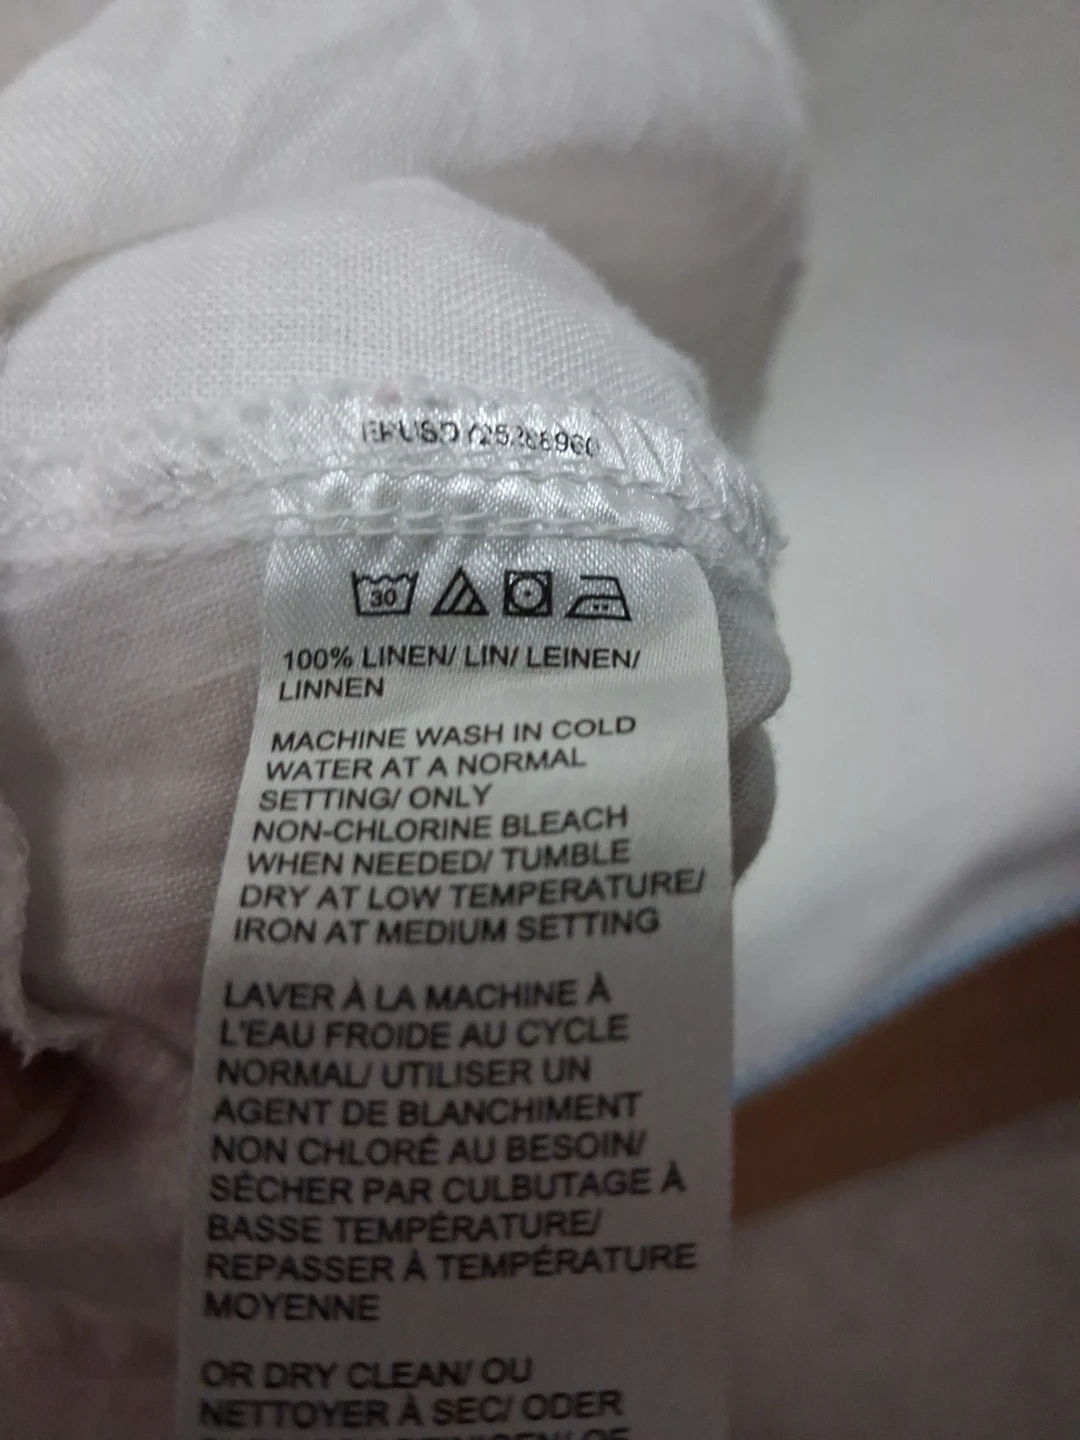 30
100% LINEN/ LIN/ LEINEN/
LINNEN
MACHINE WASH IN COLD
WATER AT A NORMAL
SETTING/ ONLY
NON-CHLORINE BLEACH
WHEN NEEDED/ TUMBLE
DRY AT LOW TEMPERATURE/
IRON AT MEDIUM SETTING
LAVER À LA MACHINE À
L'EAU FROIDE AU CYCLE
NORMAL/ UTILISER UN
AGENT DE BLANCHIMENT
NON CHLORÉ AU BESOIN/
SÉCHER PAR CULBUTAGE À
BASSE TEMPÉRATURE/
REPASSER À TEMPÉRATURE
MOYENNE
OR DRY CLEAN/ OU
NETTOYER À SEC/ ODER